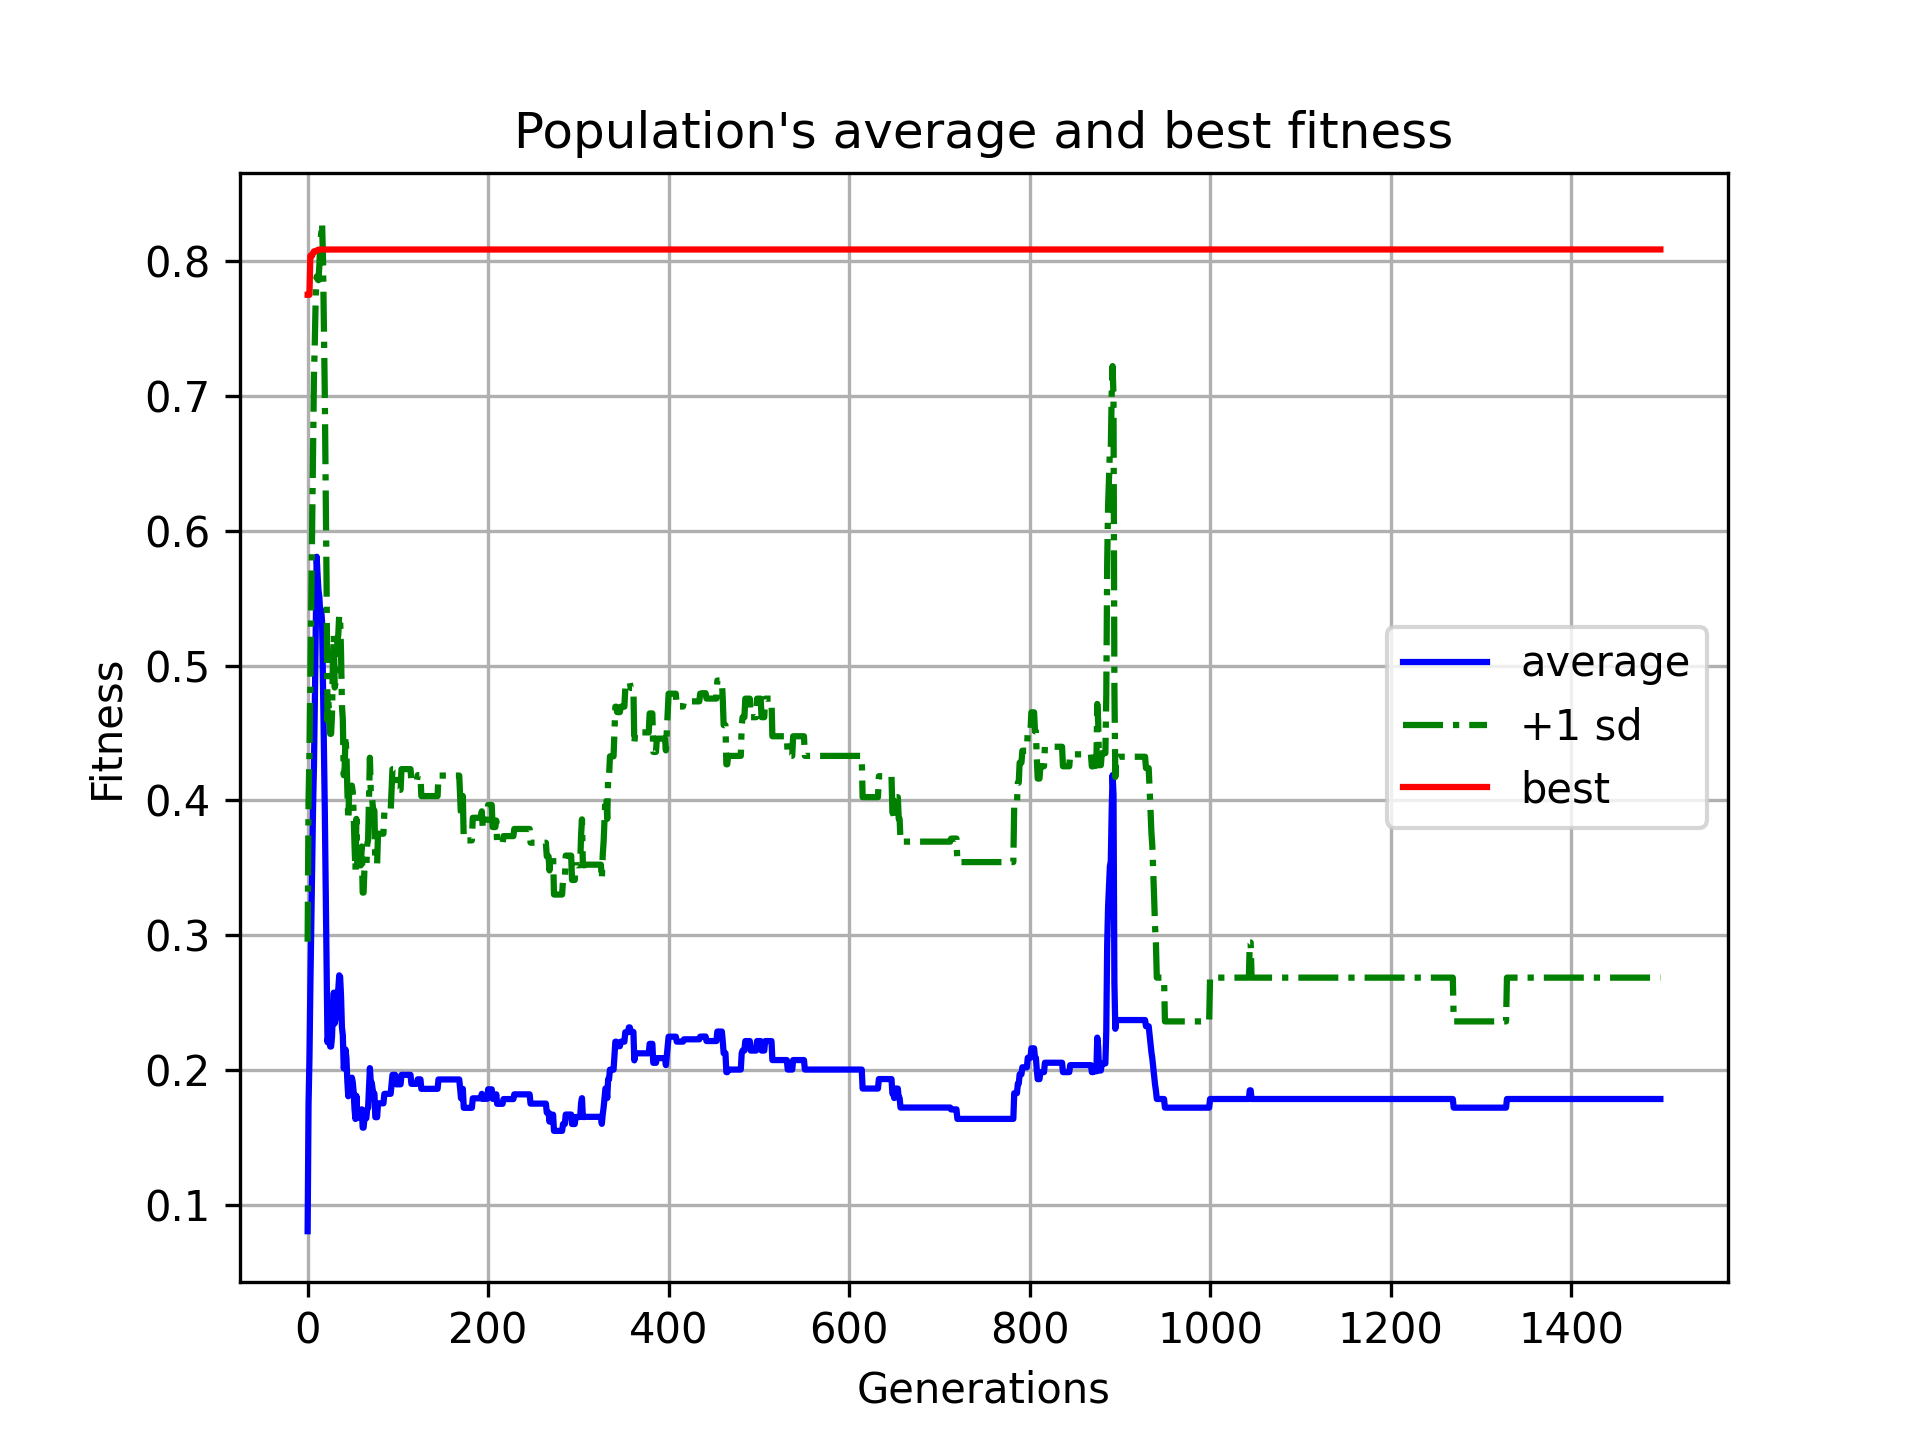 Population's average and best fitness
0.8
0.7
0.6
0.5
0.4
0.3
0.2
0.1
Fitness
average
+1 sd
best
0 200 400 600 800 1000 1200 1400
Generations